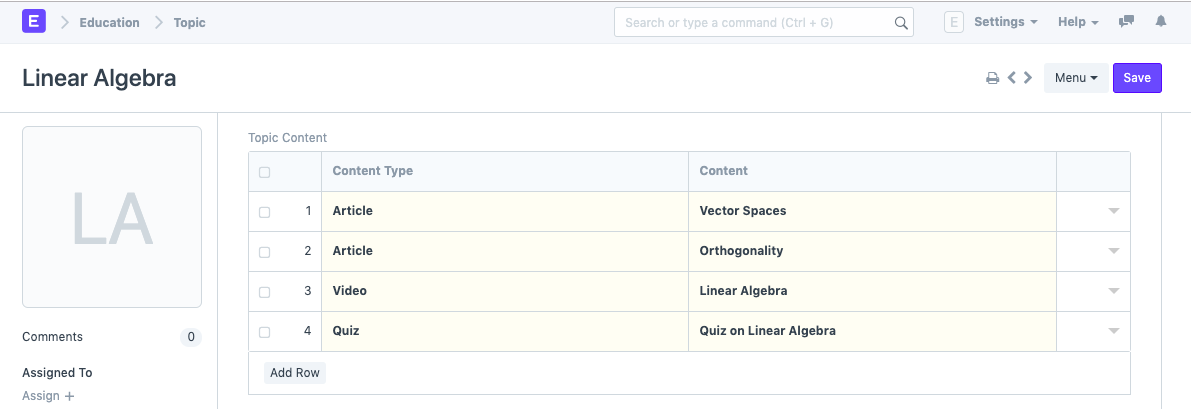 E Education Topic Search or type a command (Ctrl + G) E Settings Help
Linear Algebra Menu Save
LA
Comments 0
Assigned To
Assign +
Topic Content
Content Type Content
1 Article Vector Spaces
2 Article Orthogonality
3 Video Linear Algebra
4 Quiz Quiz on Linear Algebra
Add Row